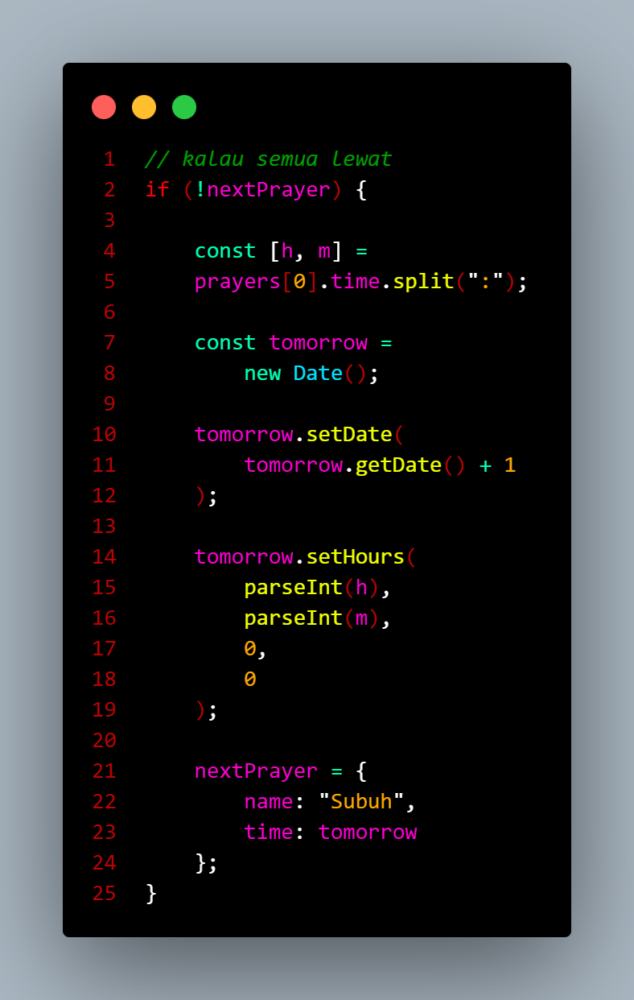 1 // kalau semua lewat
2 if (!nextPrayer) {
3
4     const [h, m] =
5     prayers[0].time.split(":");
6
7     const tomorrow =
8         new Date();
9
10     tomorrow.setDate(
11         tomorrow.getDate() + 1
12     );
13
14     tomorrow.setHours(
15         parseInt(h),
16         parseInt(m),
17         0,
18         0
19     );
20
21     nextPrayer = {
22         name: "Subuh",
23         time: tomorrow
24     };
25 }